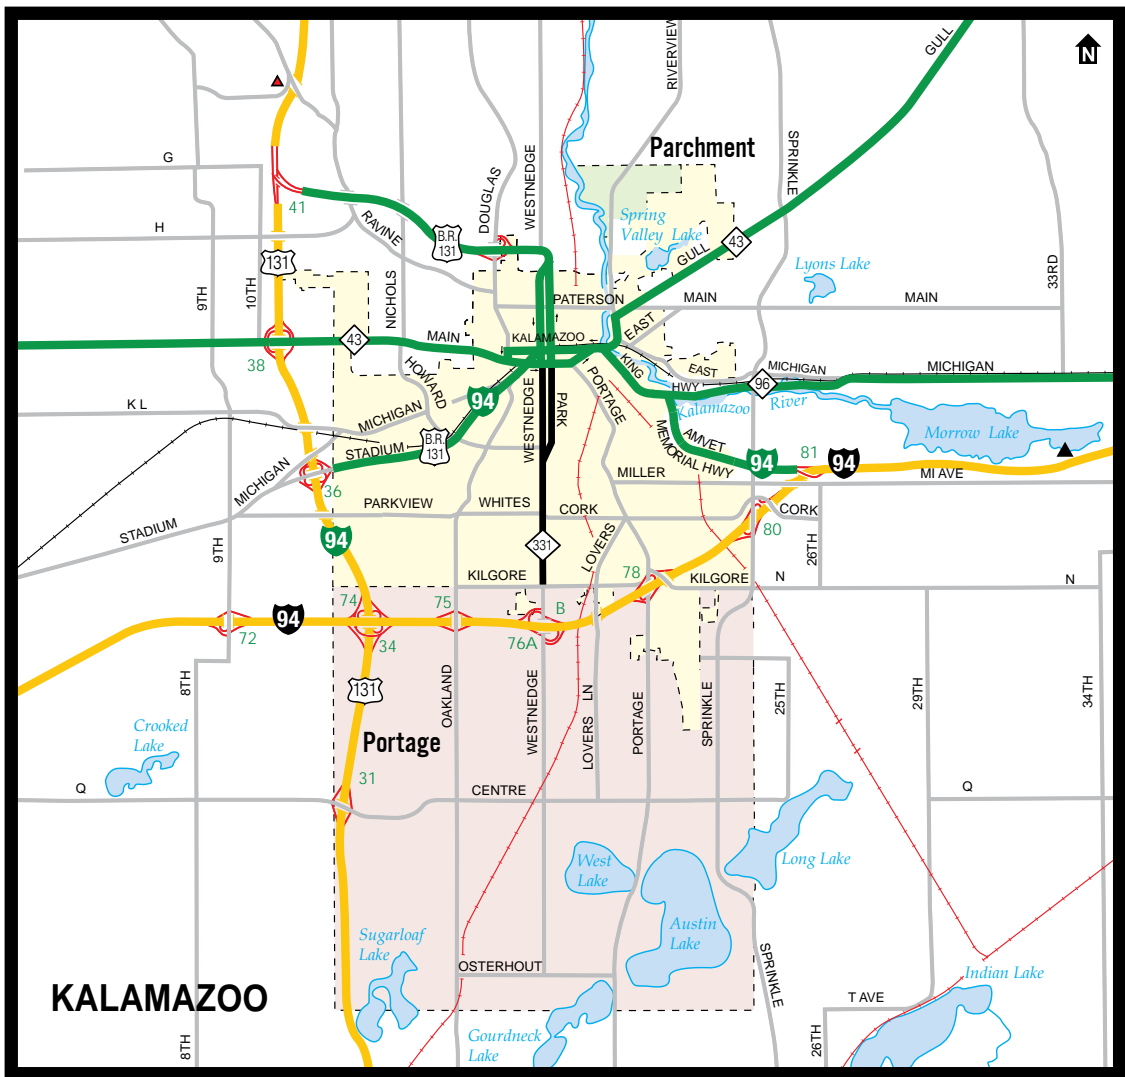 GULL
N
RIVERVIEW
SPRINKLE
Parchment
G
WESTNEDGE
DOUGLAS
41
RAVINE
Spring
Valley Lake
43
H
B.R.
131
GULL
131
Lyons Lake
33RD
9TH
10TH
NICHOLS
PATERSON
MAIN
MAIN
43
MAIN
KALAMAZOO
EAST
38
HOWARD
KING
EAST
MICHIGAN
MICHIGAN
HWY
96
K L
MICHIGAN
94
WESTNEDGE
PARK
PORTAGE
Kalamazoo
River
Morrow Lake
STADIUM
B.R.
131
AMVET
MEMORIAL HWY
94
81
94
MICHIGAN
36
MILLER
MI AVE
PARKVIEW
WHITES
CORK
CORK
STADIUM
80
9TH
94
331
LOVERS
26TH
KILGORE
78
KILGORE
N
N
74
75
B
94
72
34
76A
8TH
131
OAKLAND
WESTNEDGE
LOVERS LN
PORTAGE
SPRINKLE
25TH
29TH
34TH
Crooked
Lake
Portage
31
Q
CENTRE
Q
West
Lake
Long Lake
Austin
Lake
Sugarloaf
Lake
OSTERHOUT
SPRINKLE
Indian Lake
KALAMAZOO
T AVE
8TH
Gourdneck
Lake
26TH